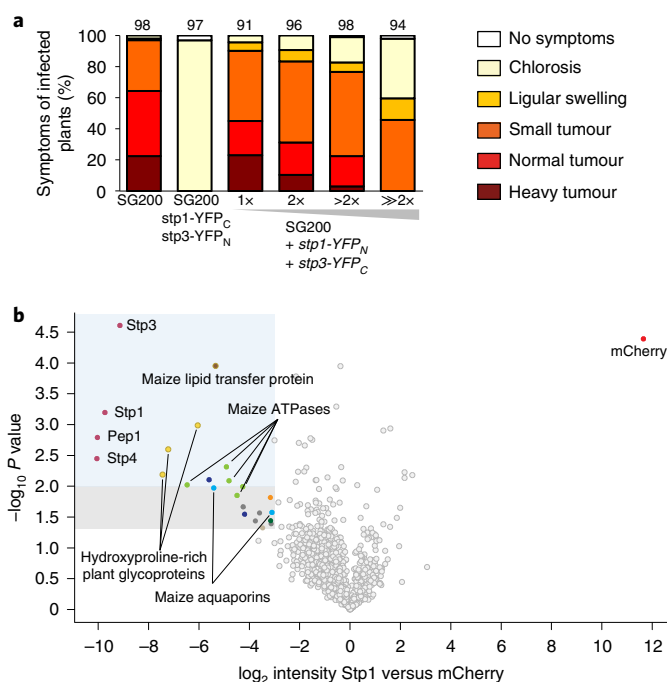 a
98 97 91 96 98 94
100
80
60
40
20
0
Symptoms of infected
plants (%)
SG200 SG200 1× 2× >2× ≫2×
stp1-YFPC
stp3-YFPN
SG200
+ stp1-YFPN
+ stp3-YFPC
No symptoms
Chlorosis
Ligular swelling
Small tumour
Normal tumour
Heavy tumour
b
4.5
4.0
3.5
3.0
2.5
2.0
1.5
1.0
0.5
0
−log10 P value
Stp3
mCherry
Maize lipid transfer protein
Stp1
Maize ATPases
Pep1
Stp4
Hydroxyproline-rich
plant glycoproteins
Maize aquaporins
−10 −8 −6 −4 −2 0 2 4 6 8 10 12
log2 intensity Stp1 versus mCherry